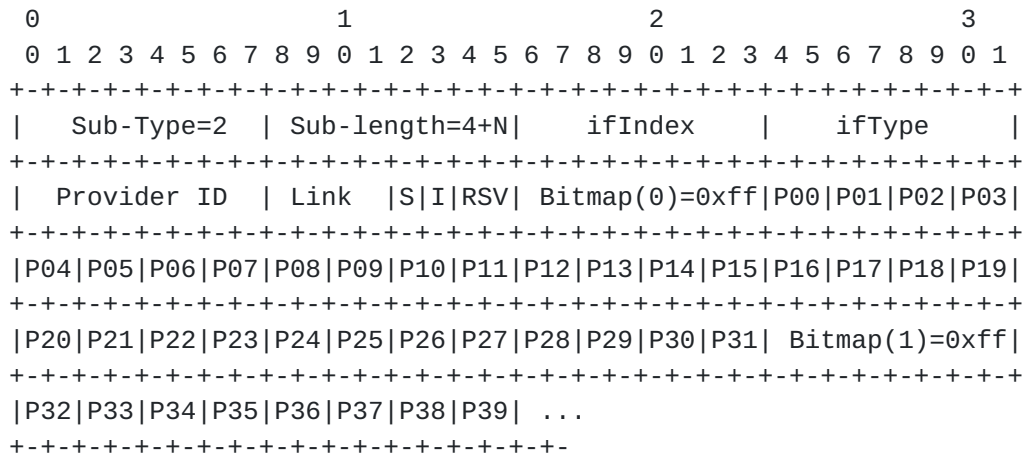 0                   1                   2                   3
 0 1 2 3 4 5 6 7 8 9 0 1 2 3 4 5 6 7 8 9 0 1 2 3 4 5 6 7 8 9 0 1
+-+-+-+-+-+-+-+-+-+-+-+-+-+-+-+-+-+-+-+-+-+-+-+-+-+-+-+-+-+-+-+-+
|   Sub-Type=2  | Sub-length=4+N|    ifIndex    |    ifType     |
+-+-+-+-+-+-+-+-+-+-+-+-+-+-+-+-+-+-+-+-+-+-+-+-+-+-+-+-+-+-+-+-+
|  Provider ID  | Link  |S|I|RSV| Bitmap(0)=0xff|P00|P01|P02|P03|
+-+-+-+-+-+-+-+-+-+-+-+-+-+-+-+-+-+-+-+-+-+-+-+-+-+-+-+-+-+-+-+-+
|P04|P05|P06|P07|P08|P09|P10|P11|P12|P13|P14|P15|P16|P17|P18|P19|
+-+-+-+-+-+-+-+-+-+-+-+-+-+-+-+-+-+-+-+-+-+-+-+-+-+-+-+-+-+-+-+-+
|P20|P21|P22|P23|P24|P25|P26|P27|P28|P29|P30|P31| Bitmap(1)=0xff|
+-+-+-+-+-+-+-+-+-+-+-+-+-+-+-+-+-+-+-+-+-+-+-+-+-+-+-+-+-+-+-+-+
|P32|P33|P34|P35|P36|P37|P38|P39| ...
+-+-+-+-+-+-+-+-+-+-+-+-+-+-+-+-+-+-